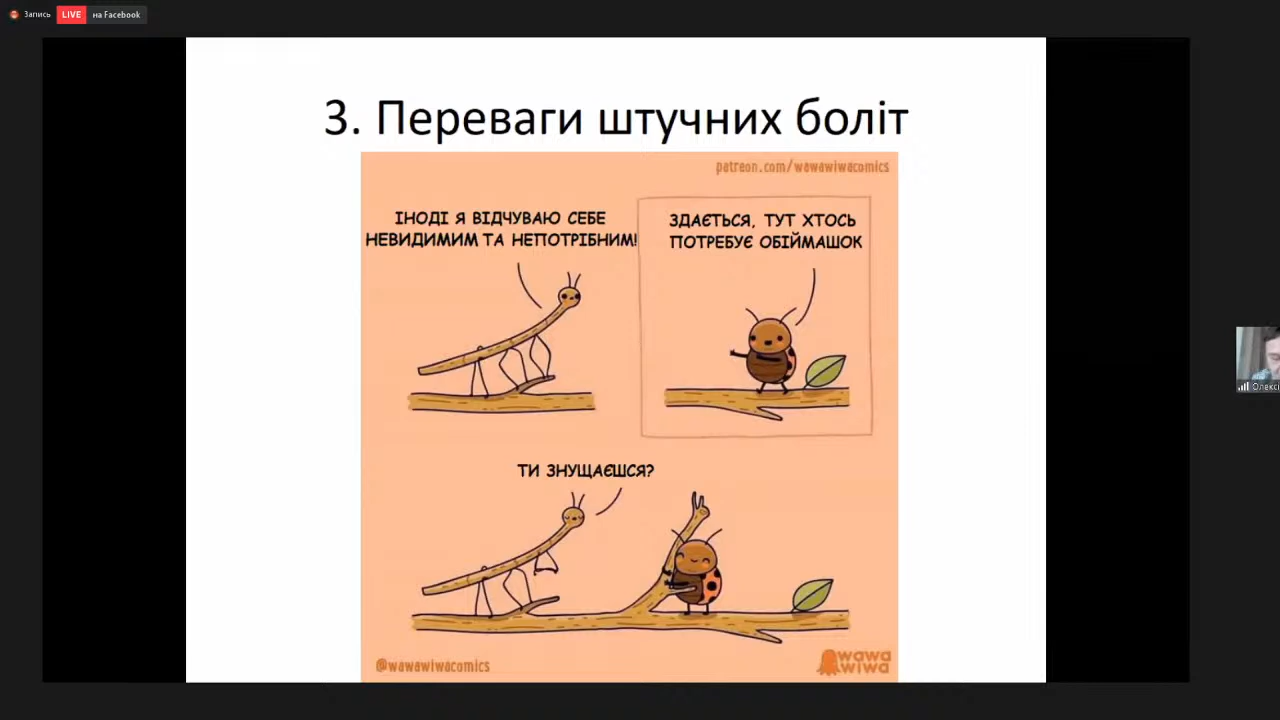 Запись
LIVE на Facebook
3. Переваги штучних боліт
patreon.com/wawawiwacomics
ІНОДІ Я ВІДЧУВАЮ СЕБЕ
НЕВИДИМИМ ТА НЕПОТРІБНИМ!
ЗДАЄТЬСЯ, ТУТ ХТОСЬ
ПОТРЕБУЄ ОБІЙМАШОК
ТИ ЗНУЩАЄШСЯ?
@wawawiwacomics
wawa
wiwa